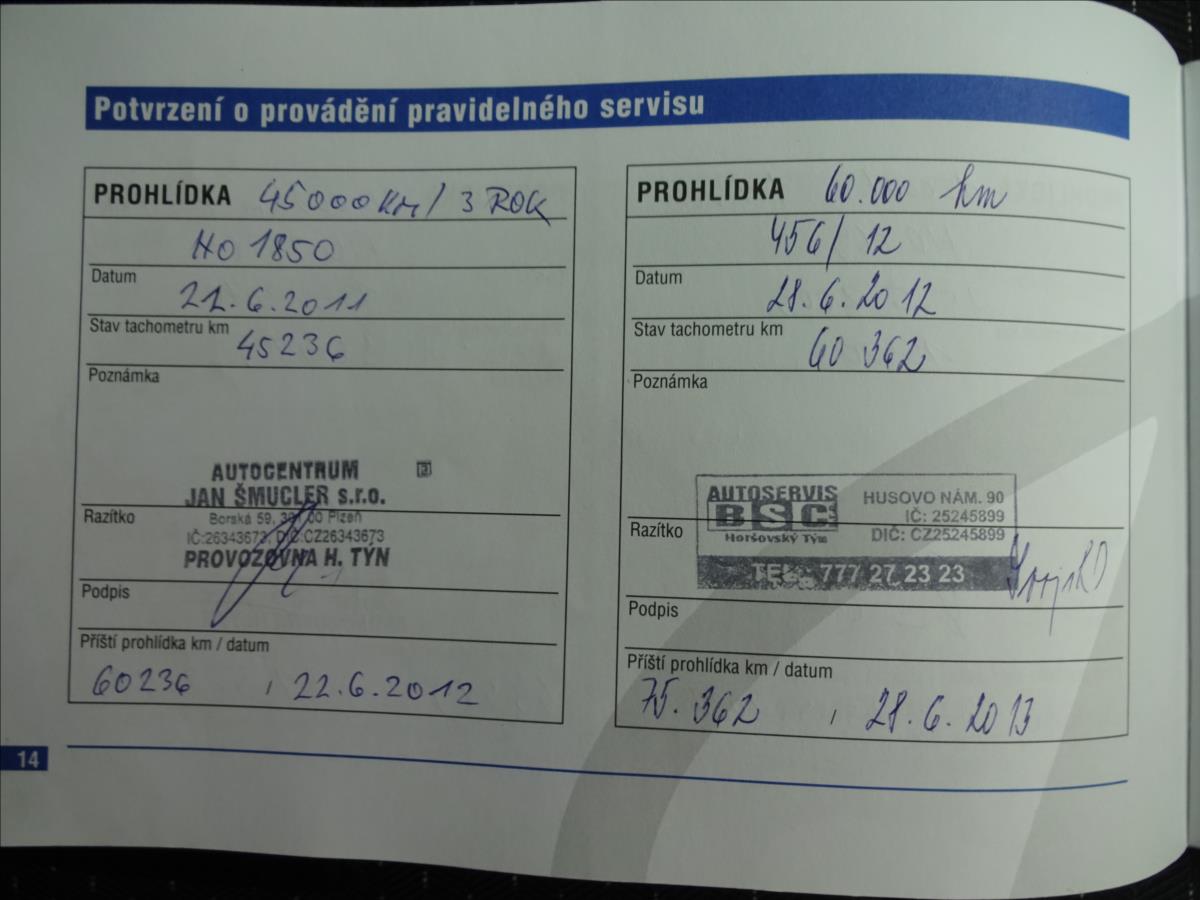 Potvrzení o provádění pravidelného servisu
PROHLÍDKA 45000KM/ 3 ROK
HO 1850
Datum
22.6.2011
Stav tachometru km
45236
Poznámka
AUTOCENTRUM 3
JAN ŠMUCLER s.r.o.
Razítko
Borská 59, 301 00 Plzeň
IČ:26343673, DIČ:CZ26343673
PROVOZOVNA H. TÝN
Podpis
Příští prohlídka km / datum
60236 , 22.6.2012
PROHLÍDKA 60.000 km
456/ 12
Datum
28.6.2012
Stav tachometru km
60 362
Poznámka
AUTOSERVIS
BSC
Horšovský Týn
HUSOVO NÁM. 90
IČ: 25245899
DIČ: CZ25245899
Razítko
TEL.: 777 27 23 23
Podpis
Příští prohlídka km / datum
75.362 , 28.6.2013
14